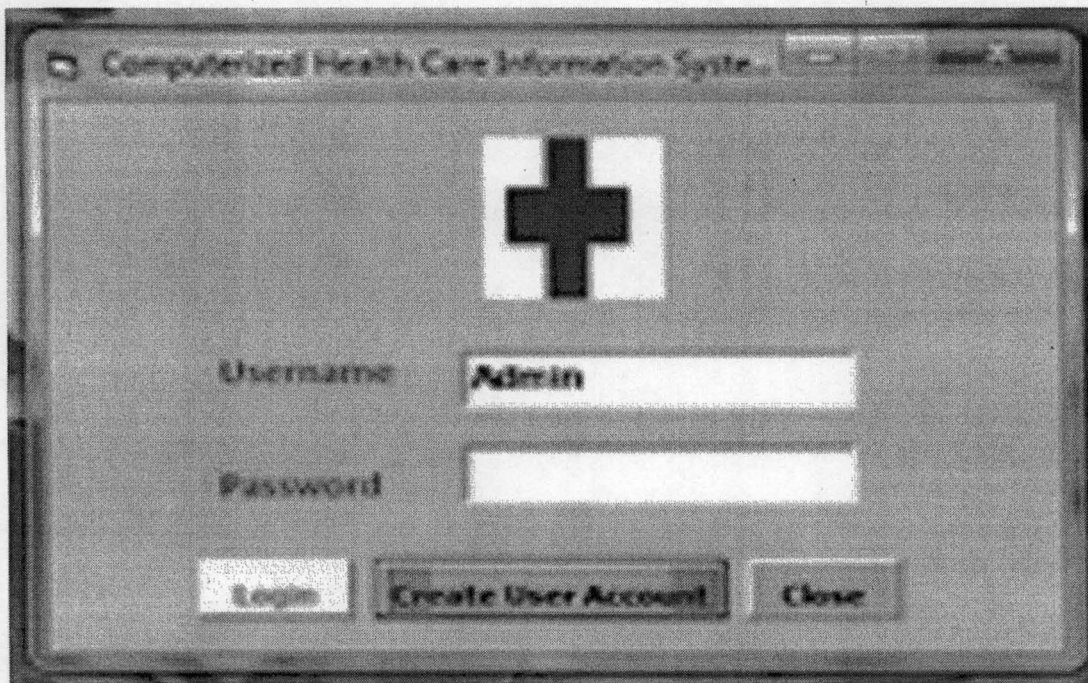 Computerized Health Care Information Syste...
Username Admin
Password
Login Create User Account Close